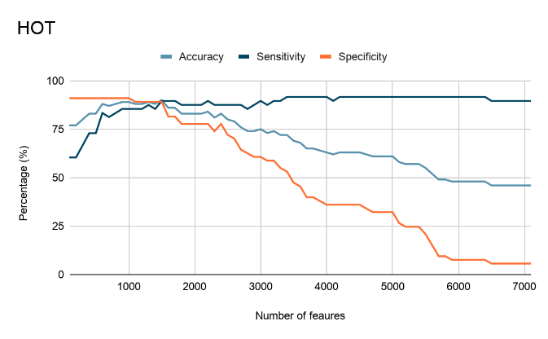 HOT
Accuracy Sensitivity Specificity
100
75
50
25
0
Percentage (%)
1000 2000 3000 4000 5000 6000 7000
Number of feaures